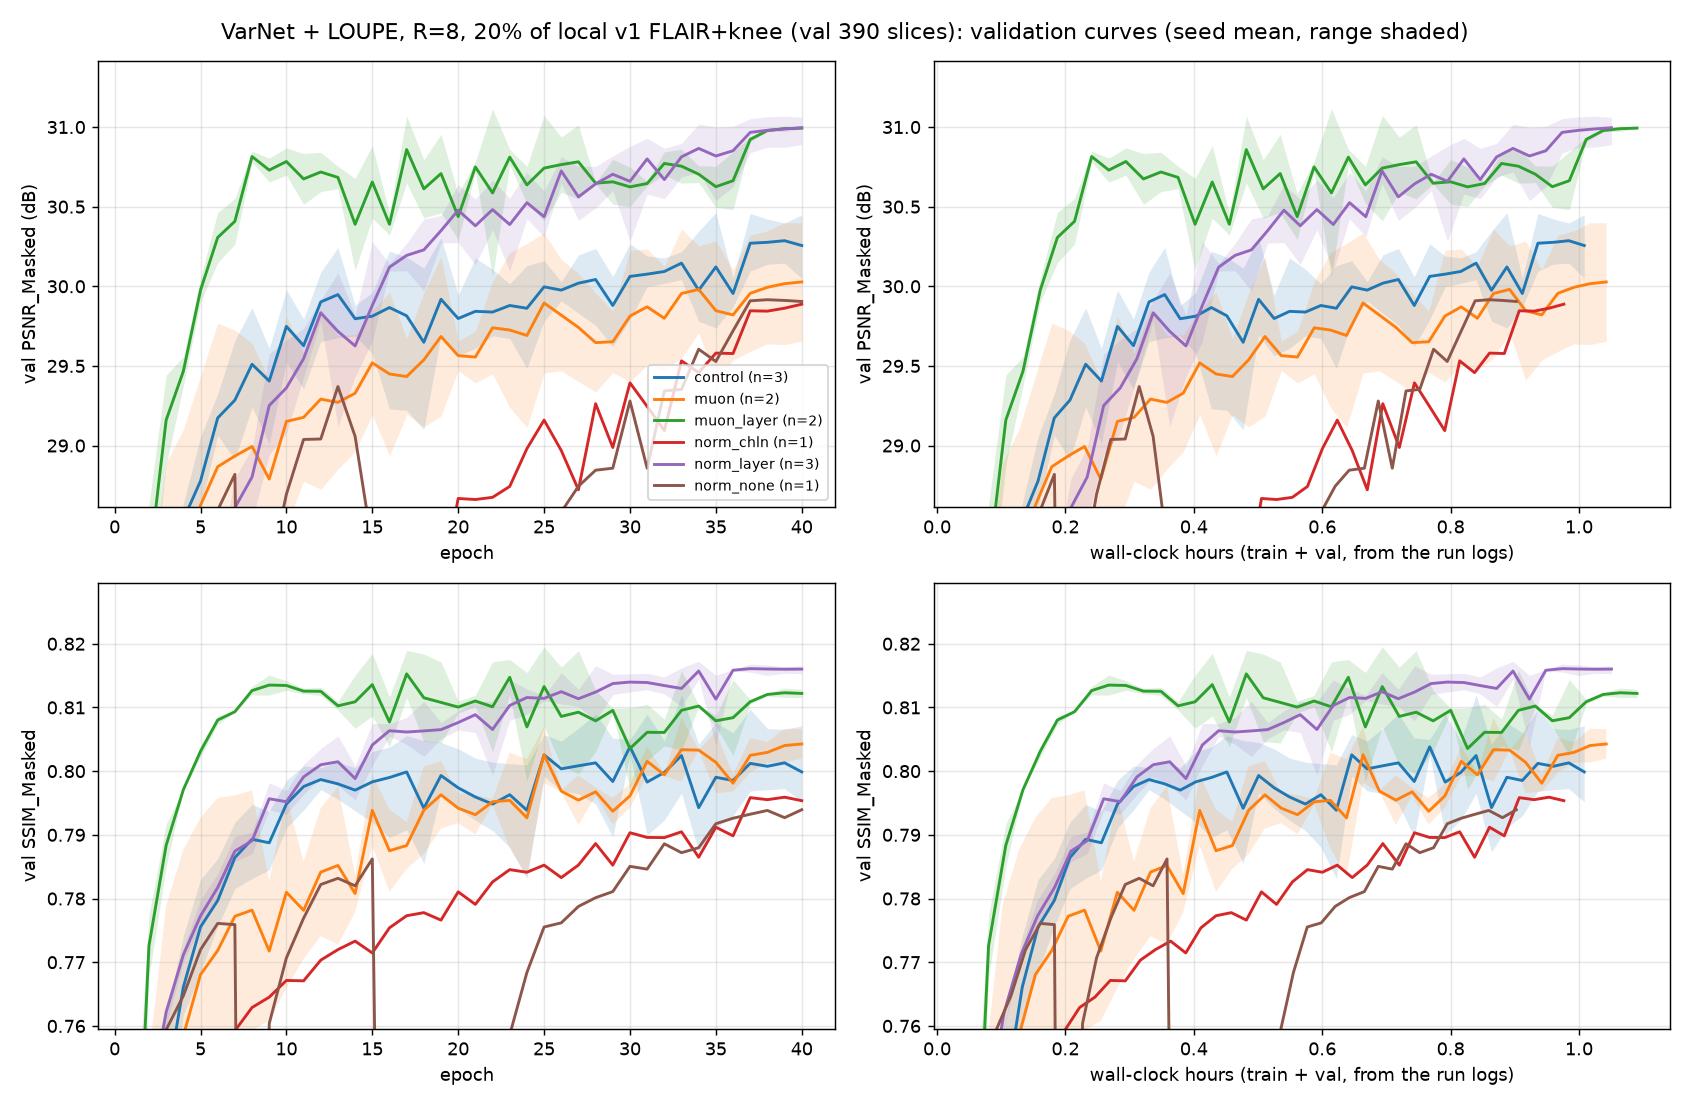 VarNet + LOUPE, R=8, 20% of local v1 FLAIR+knee (val 390 slices): validation curves (seed mean, range shaded)
val PSNR_Masked (dB)
31.0
30.5
30.0
29.5
29.0
0 5 10 15 20 25 30 35 40
epoch
control (n=3)
muon (n=2)
muon_layer (n=2)
norm_chln (n=1)
norm_layer (n=3)
norm_none (n=1)
val PSNR_Masked (dB)
31.0
30.5
30.0
29.5
29.0
0.0 0.2 0.4 0.6 0.8 1.0
wall-clock hours (train + val, from the run logs)
val SSIM_Masked
0.82
0.81
0.80
0.79
0.78
0.77
0.76
0 5 10 15 20 25 30 35 40
epoch
val SSIM_Masked
0.82
0.81
0.80
0.79
0.78
0.77
0.76
0.0 0.2 0.4 0.6 0.8 1.0
wall-clock hours (train + val, from the run logs)